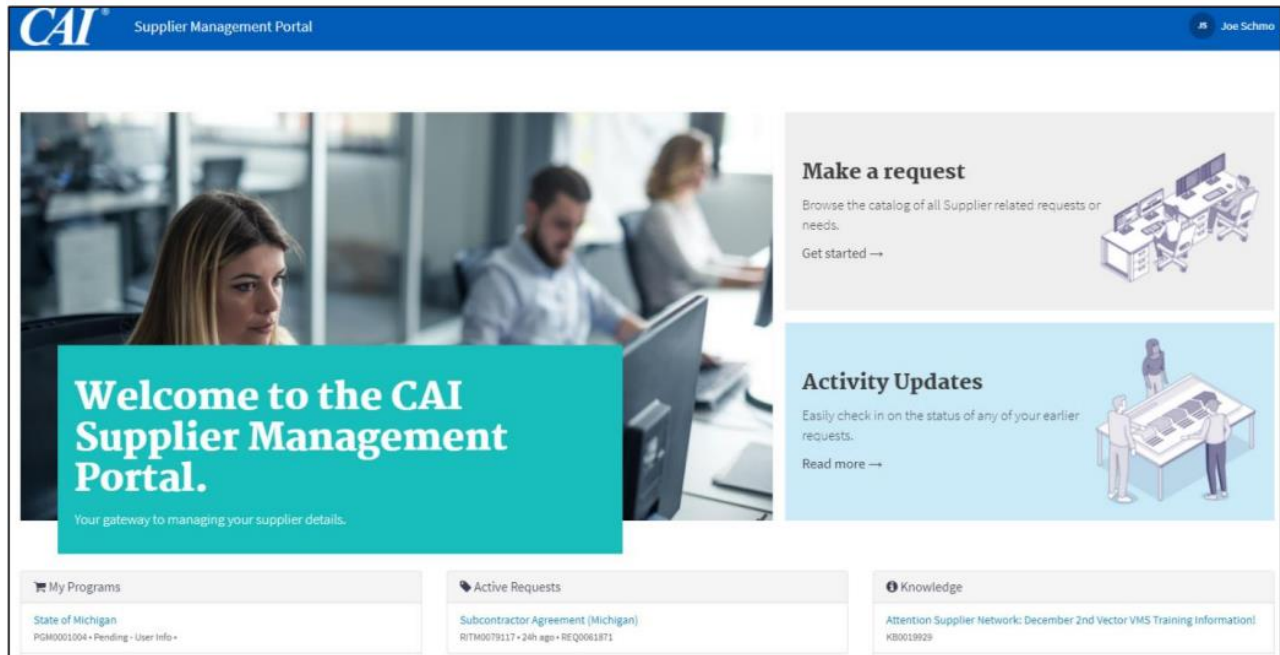 CAI® Supplier Management Portal JS Joe Schmo
Make a request
Browse the catalog of all Supplier related requests or
needs.
Get started →
Welcome to the CAI
Supplier Management
Portal.
Your gateway to managing your supplier details.
Activity Updates
Easily check in on the status of any of your earlier
requests.
Read more →
My Programs
State of Michigan
PGM0001004 • Pending - User Info •
Active Requests
Subcontractor Agreement (Michigan)
RITM0079117 • 24h ago • REQ0061871
Knowledge
Attention Supplier Network: December 2nd Vector VMS Training Information!
KB0019929